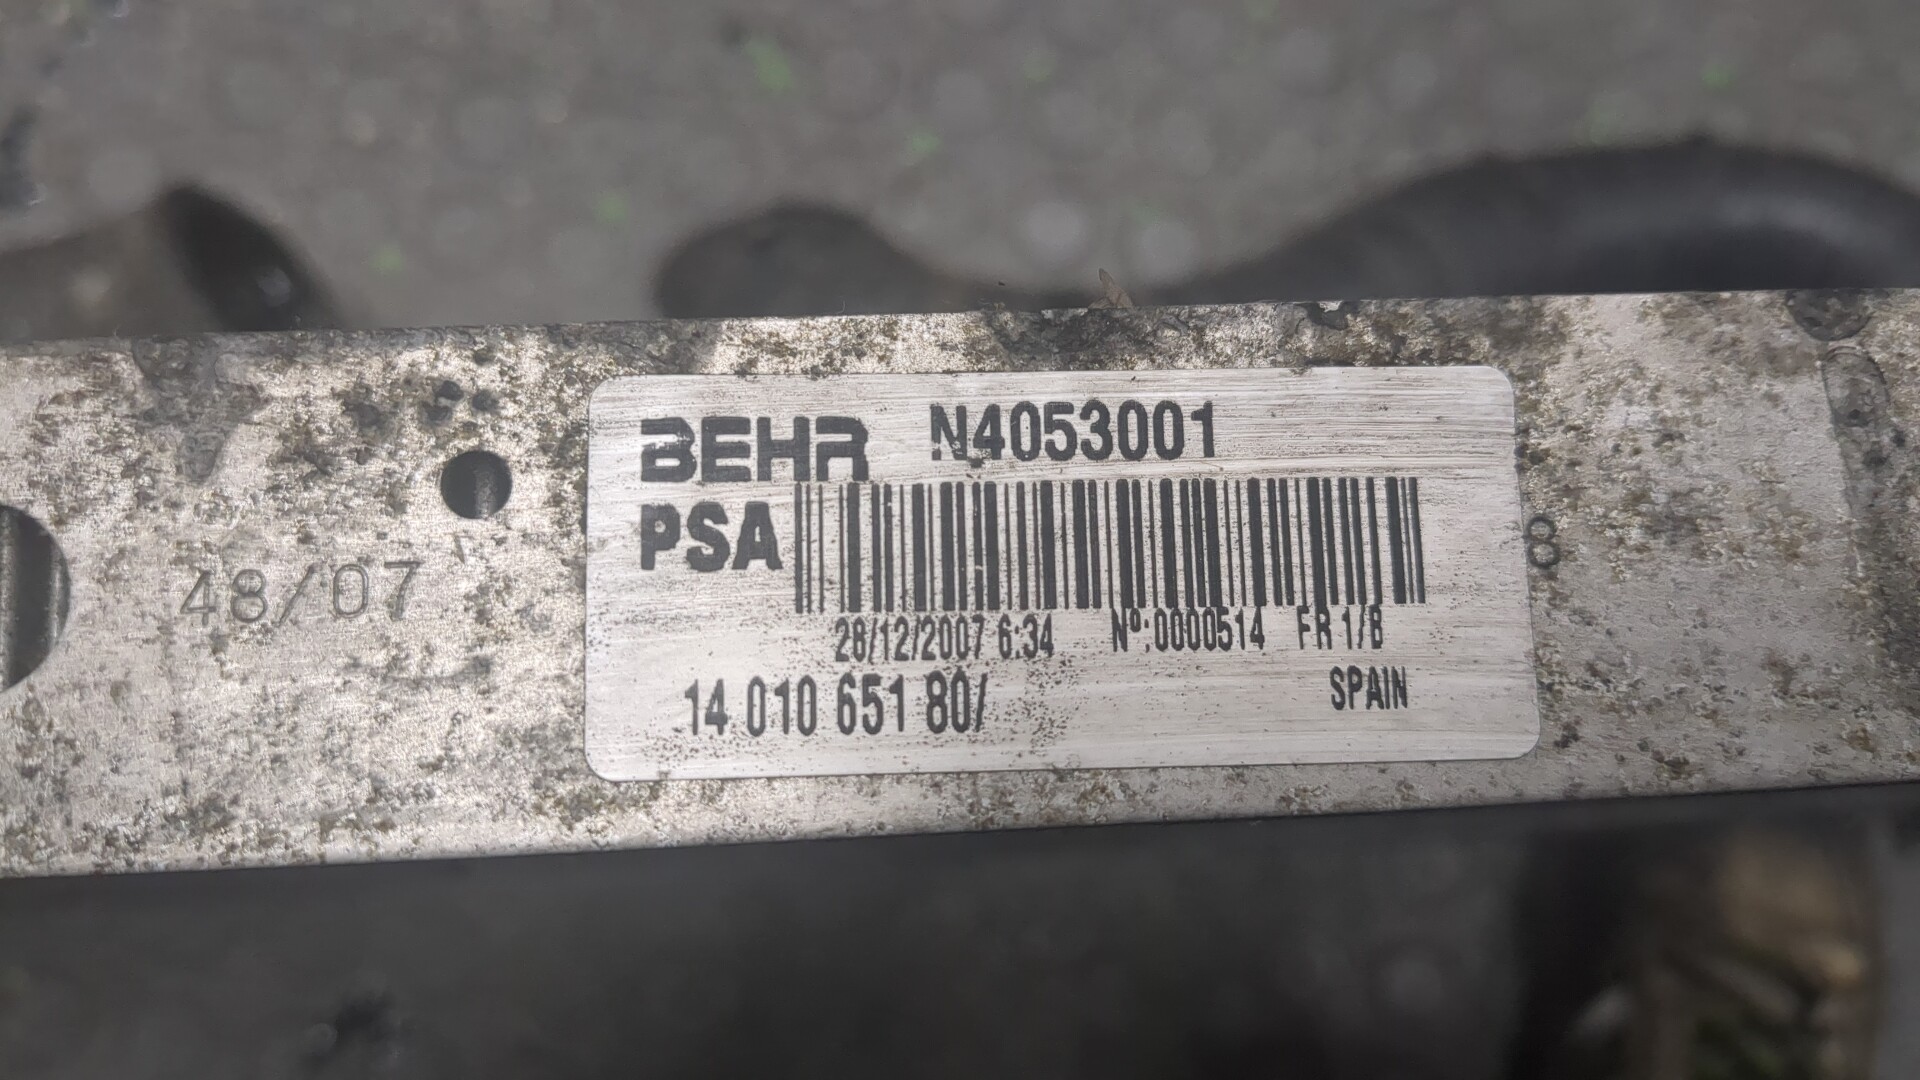 BEHR N4053001
PSA
28/12/2007 6:34 Nº:0000514 FR 1/B
14 010 651 80/ SPAIN
48/07
8